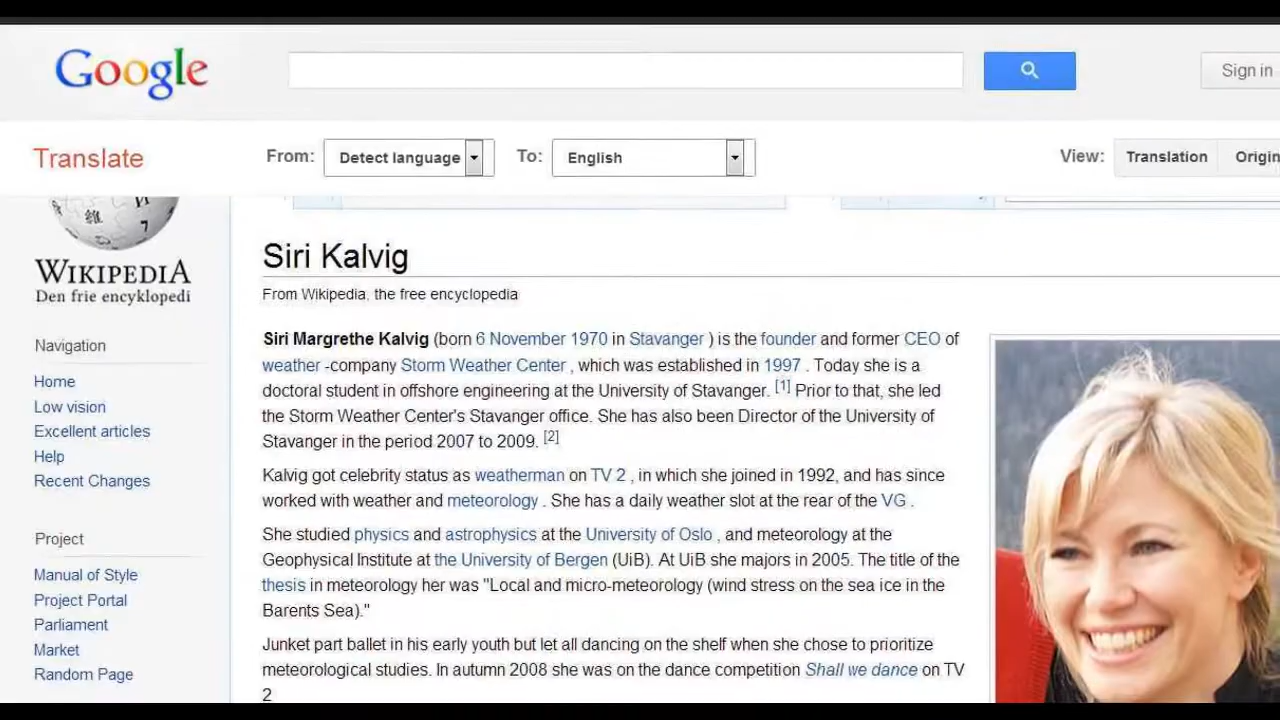 Google
Sign in
Translate
From: Detect language To: English
View: Translation
WIKIPEDIA
Den frie encyklopedi
Navigation
Home
Low vision
Excellent articles
Help
Recent Changes
Project
Manual of Style
Project Portal
Parliament
Market
Random Page
Siri Kalvig
From Wikipedia, the free encyclopedia
Siri Margrethe Kalvig (born 6 November 1970 in Stavanger ) is the founder and former CEO of
weather -company Storm Weather Center , which was established in 1997 . Today she is a
doctoral student in offshore engineering at the University of Stavanger. [1] Prior to that, she led
the Storm Weather Center's Stavanger office. She has also been Director of the University of
Stavanger in the period 2007 to 2009. [2]
Kalvig got celebrity status as weatherman on TV 2 , in which she joined in 1992, and has since
worked with weather and meteorology . She has a daily weather slot at the rear of the VG .
She studied physics and astrophysics at the University of Oslo , and meteorology at the
Geophysical Institute at the University of Bergen (UiB). At UiB she majors in 2005. The title of the
thesis in meteorology her was "Local and micro-meteorology (wind stress on the sea ice in the
Barents Sea)."
Junket part ballet in his early youth but let all dancing on the shelf when she chose to prioritize
meteorological studies. In autumn 2008 she was on the dance competition Shall we dance on TV
2